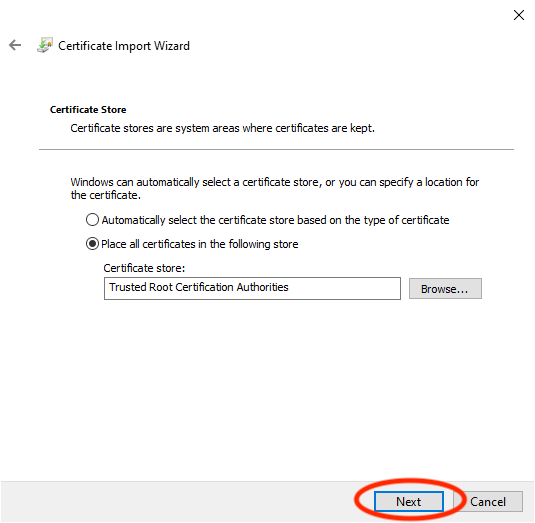 Certificate Import Wizard
Certificate Store
Certificate stores are system areas where certificates are kept.
Windows can automatically select a certificate store, or you can specify a location for
the certificate.
Automatically select the certificate store based on the type of certificate
Place all certificates in the following store
Certificate store:
Trusted Root Certification Authorities
Browse...
Next
Cancel